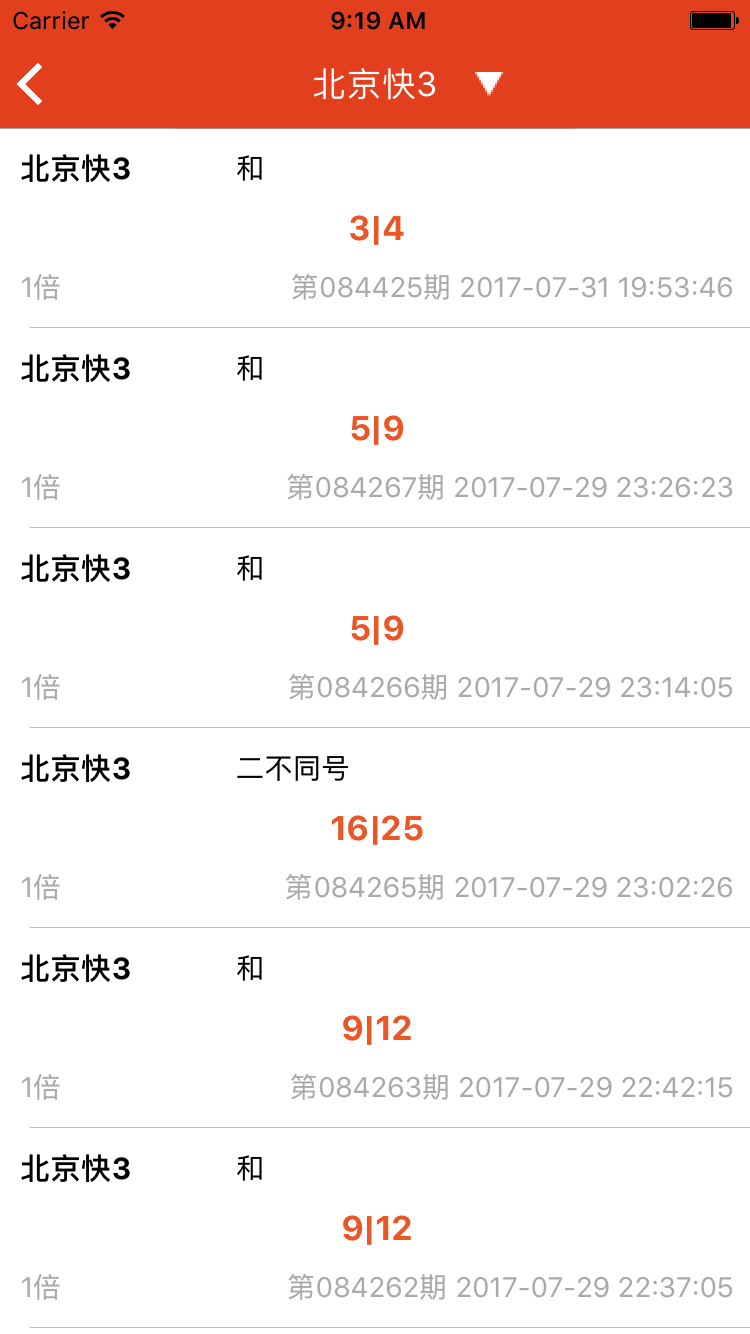 Carrier 9:19 AM
北京快3
北京快3 和
3|4
1倍 第084425期 2017-07-31 19:53:46
北京快3 和
5|9
1倍 第084267期 2017-07-29 23:26:23
北京快3 和
5|9
1倍 第084266期 2017-07-29 23:14:05
北京快3 二不同号
16|25
1倍 第084265期 2017-07-29 23:02:26
北京快3 和
9|12
1倍 第084263期 2017-07-29 22:42:15
北京快3 和
9|12
1倍 第084262期 2017-07-29 22:37:05